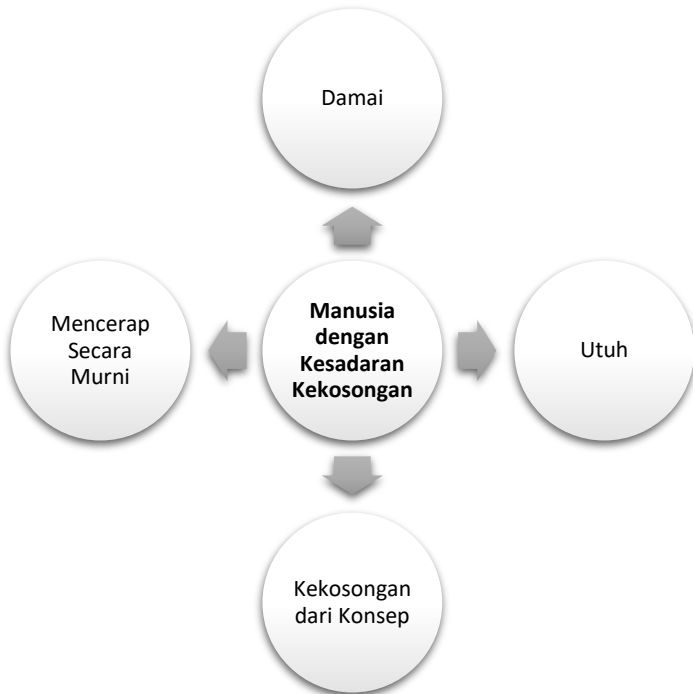 Damai
Mencerap
Secara
Murni
Manusia
dengan
Kesadaran
Kekosongan
Utuh
Kekosongan
dari Konsep